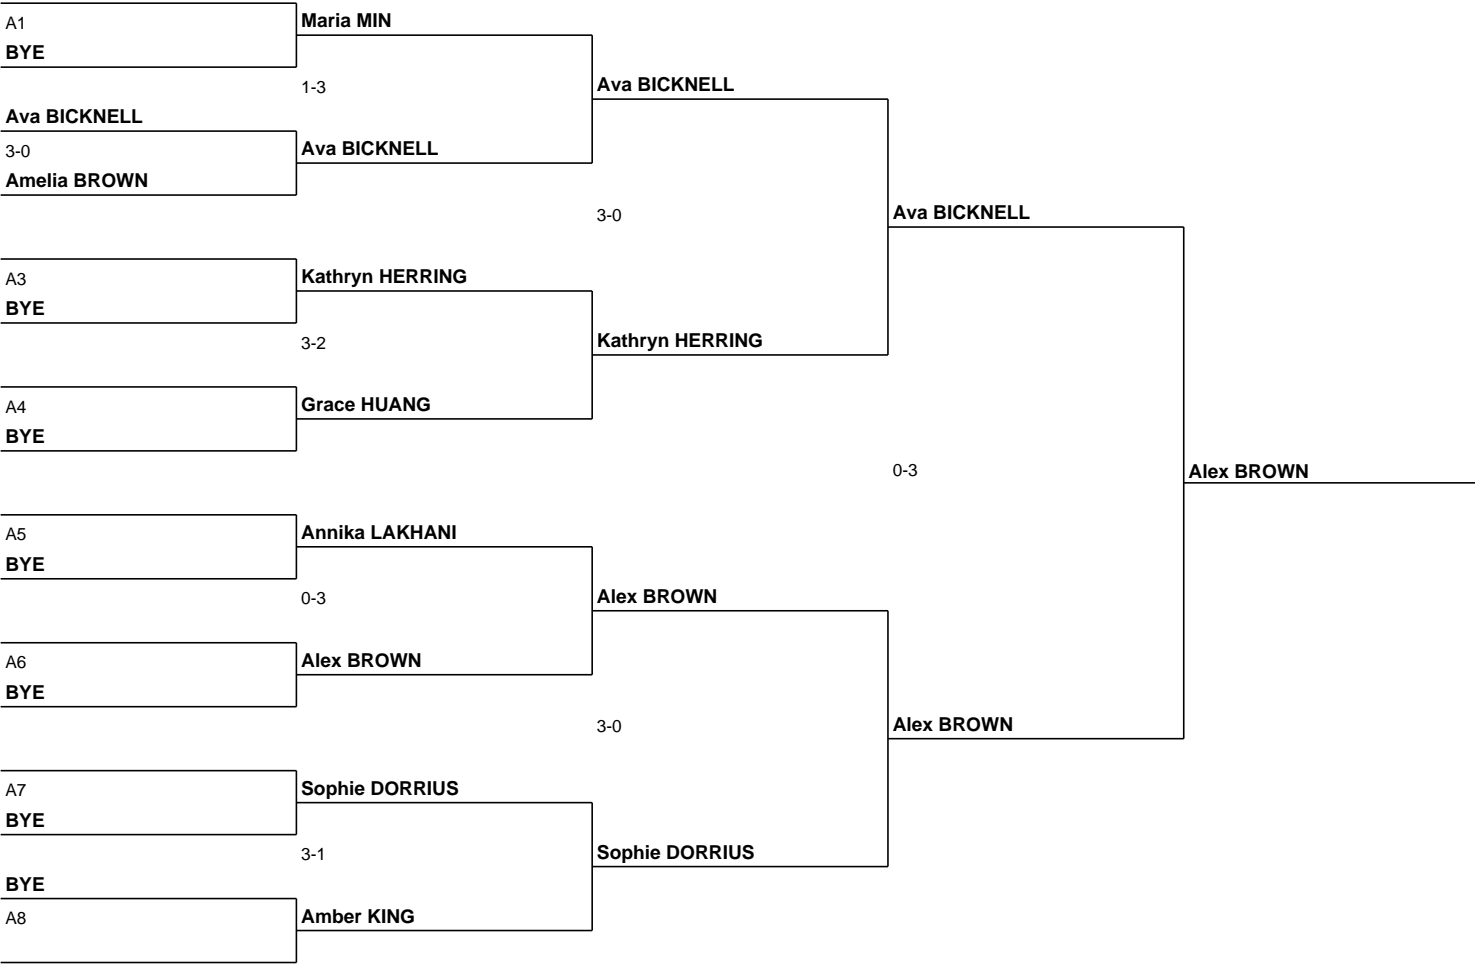 A1
BYE
Ava BICKNELL
3-0
Amelia BROWN
A3
BYE
A4
BYE
A5
BYE
A6
BYE
A7
BYE
BYE
A8
Maria MIN
1-3
Ava BICKNELL
Kathryn HERRING
3-2
Grace HUANG
Annika LAKHANI
0-3
Alex BROWN
Sophie DORRIUS
3-1
Amber KING
Ava BICKNELL
3-0
Kathryn HERRING
Alex BROWN
3-0
Sophie DORRIUS
Ava BICKNELL
0-3
Alex BROWN
Alex BROWN